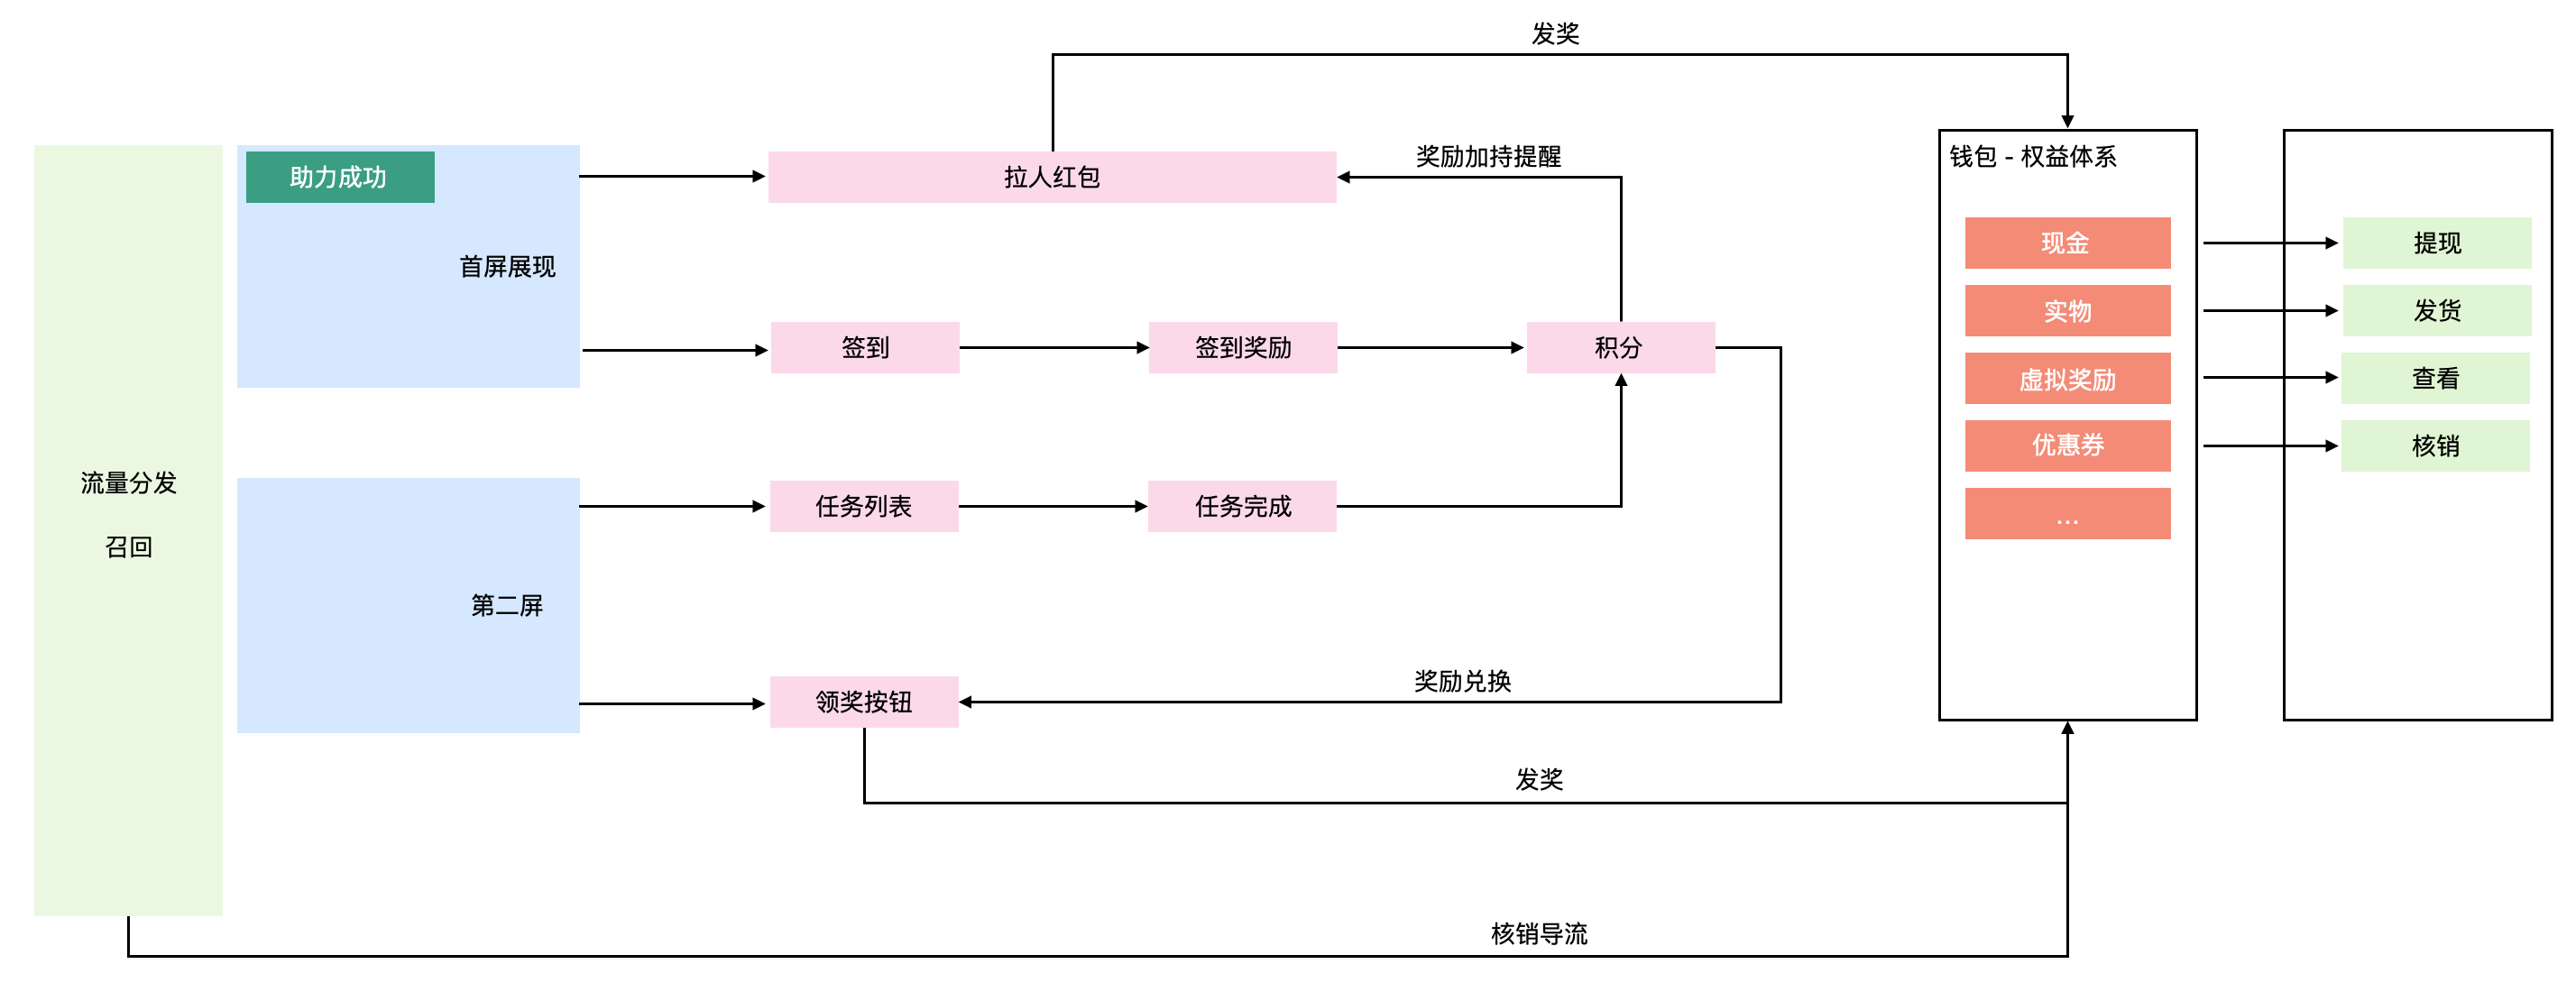 发奖
奖励加持提醒
钱包 - 权益体系
助力成功
拉人红包
首屏展现
现金
提现
实物
发货
签到
签到奖励
积分
虚拟奖励
查看
优惠券
核销
流量分发
召回
任务列表
任务完成
...
第二屏
奖励兑换
领奖按钮
发奖
核销导流